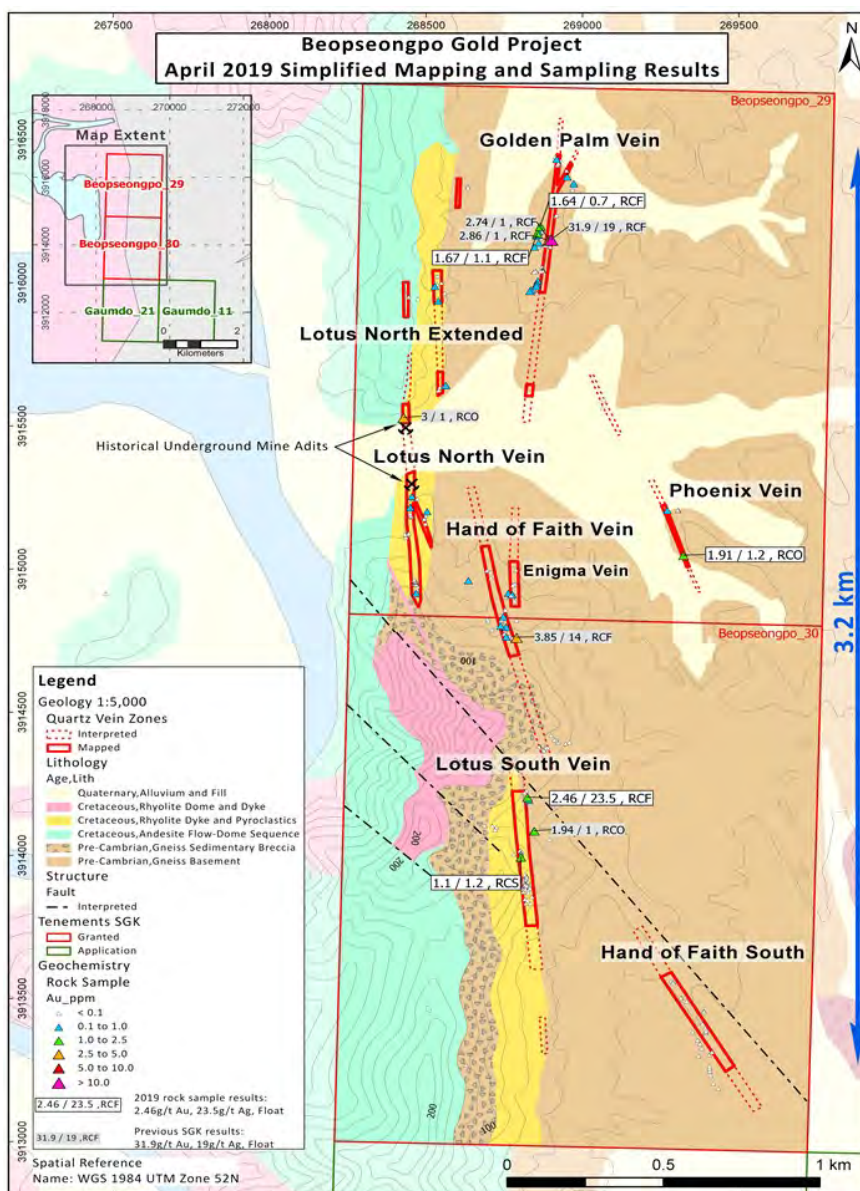 267500
268000
268500
269000
269500
Beopseongpo Gold Project
April 2019 Simplified Mapping and Sampling Results
N
268000
270000
272000
Map Extent
3918000
3916000
3914000
3912000
Beopseongpo_29
Beopseongpo_30
Gaumdo_21
Gaumdo_11
0
2
Kilometers
3916500
3916000
3915500
3915000
3914500
3914000
3913500
3913000
Beopseongpo_29
Golden Palm Vein
1.64 / 0.7 , RCF
2.74 / 1 , RCF
2.86 / 1 , RCF
31.9 / 19 , RCF
1.67 / 1.1 , RCF
Lotus North Extended
3 / 1 , RCO
Historical Underground Mine Adits
Lotus North Vein
Phoenix Vein
Hand of Faith Vein
1.91 / 1.2 , RCO
Enigma Vein
Beopseongpo_30
3.85 / 14 , RCF
3.2 km
100
Lotus South Vein
2.46 / 23.5 , RCF
1.94 / 1 , RCO
200
200
1.1 / 1.2 , RCS
Hand of Faith South
200
100
Legend
Geology 1:5,000
Quartz Vein Zones
Interpreted
Mapped
Lithology
Age,Lith
Quaternary,Alluvium and Fill
Cretaceous,Rhyolite Dome and Dyke
Cretaceous,Rhyolite Dyke and Pyroclastics
Cretaceous,Andesite Flow-Dome Sequence
Pre-Cambrian,Gneiss Sedimentary Breccia
Pre-Cambrian,Gneiss Basement
Structure
Fault
Interpreted
Tenements SGK
Granted
Application
Geochemistry
Rock Sample
Au_ppm
< 0.1
0.1 to 1.0
1.0 to 2.5
2.5 to 5.0
5.0 to 10.0
> 10.0
2.46 / 23.5 ,RCF
2019 rock sample results:
2.46g/t Au, 23.5g/t Ag, Float
31.9 / 19 ,RCF
Previous SGK results:
31.9g/t Au, 19g/t Ag, Float
Spatial Reference
Name: WGS 1984 UTM Zone 52N
0
0.5
1 km